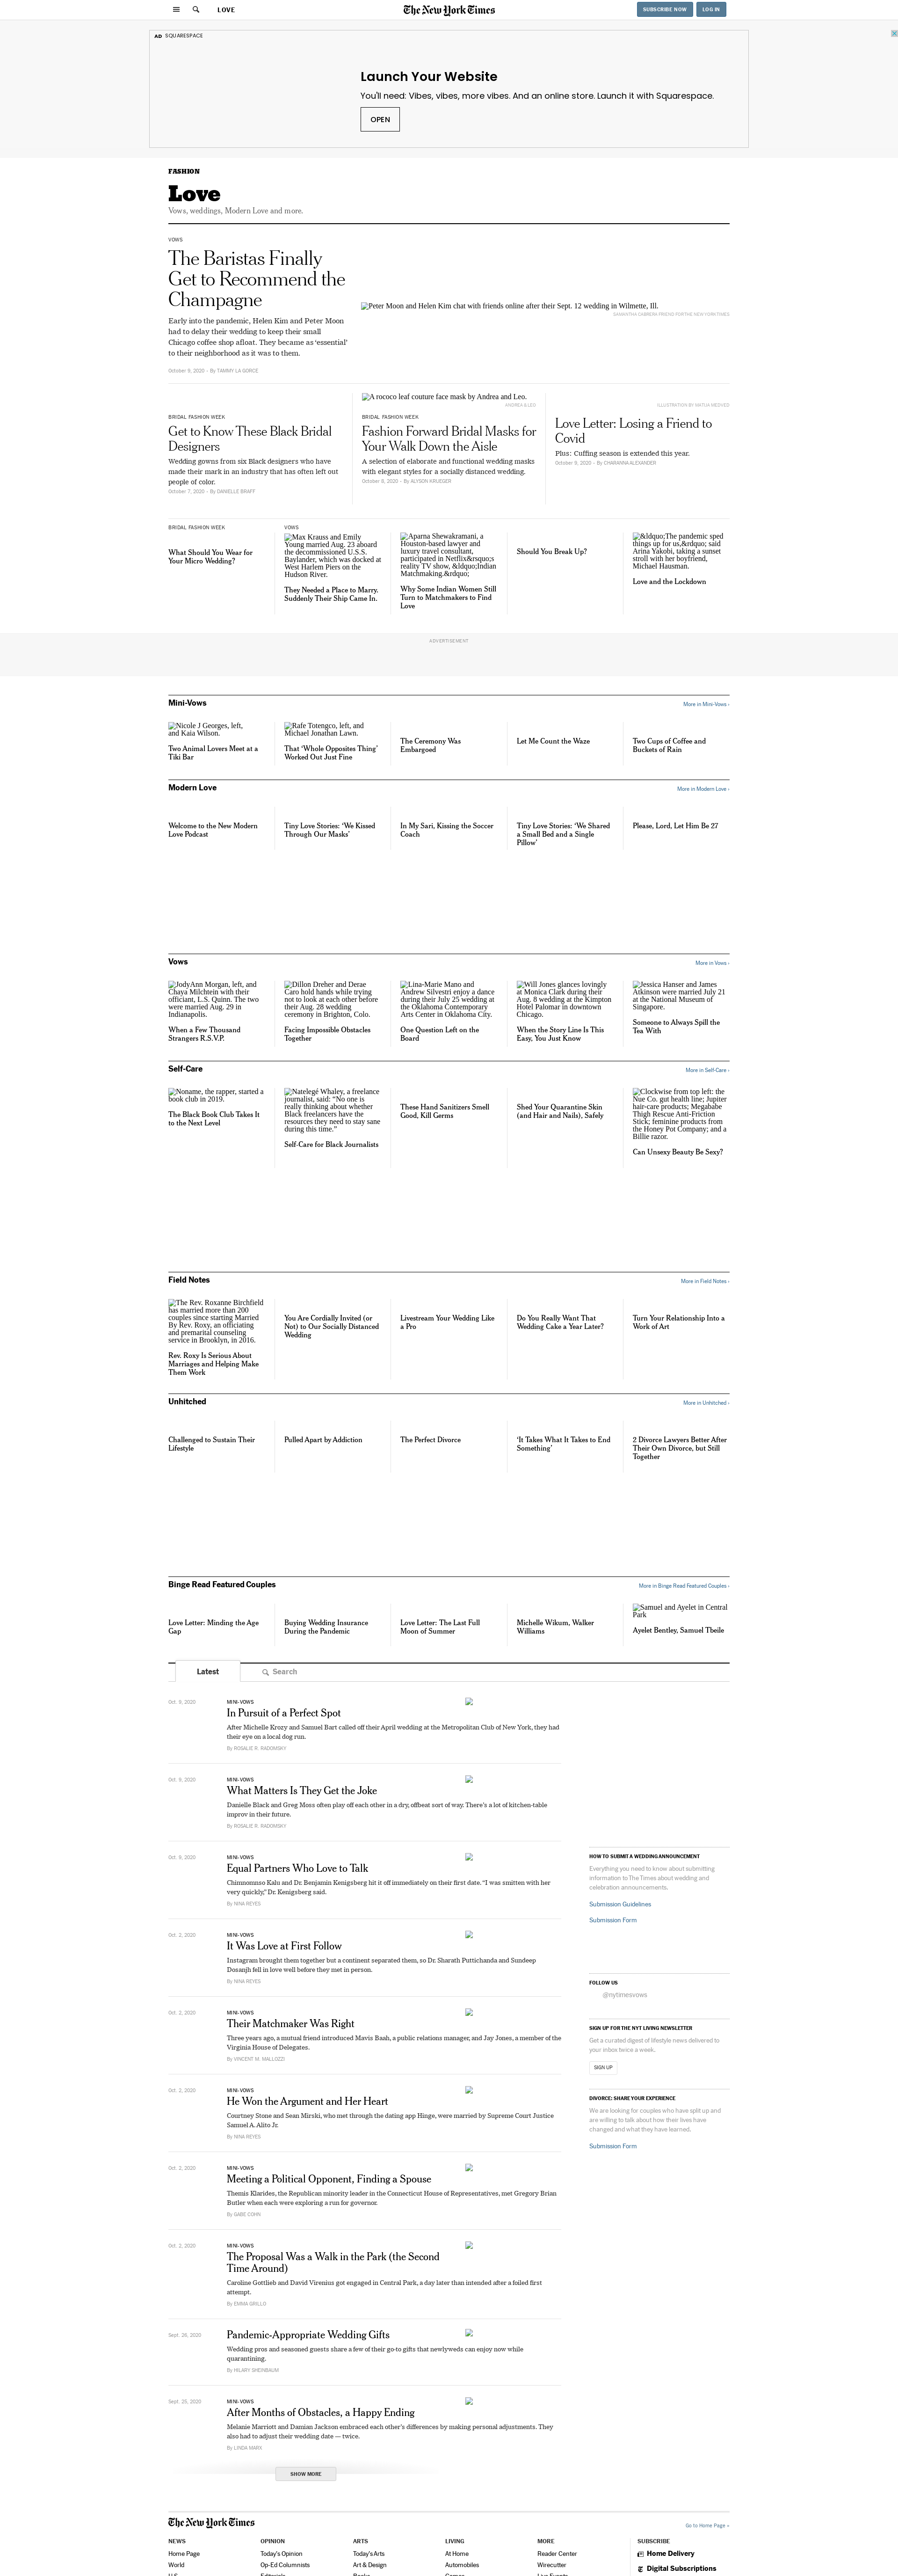 LOVE
The New York Times
SUBSCRIBE NOW
LOG IN
AD SQUARESPACE
Launch Your Website
You'll need: Vibes, vibes, more vibes. And an online store. Launch it with Squarespace.
OPEN
FASHION
Love
Vows, weddings, Modern Love and more.
VOWS
The Baristas Finally
Get to Recommend the
Champagne
Early into the pandemic, Helen Kim and Peter Moon
had to delay their wedding to keep their small
Chicago coffee shop afloat. They became as ‘essential’
to their neighborhood as it was to them.
October 9, 2020 - By TAMMY LA GORCE
Peter Moon and Helen Kim chat with friends online after their Sept. 12 wedding in Wilmette, Ill.
SAMANTHA CABRERA FRIEND FOR THE NEW YORK TIMES
BRIDAL FASHION WEEK
Get to Know These Black Bridal
Designers
Wedding gowns from six Black designers who have
made their mark in an industry that has often left out
people of color.
October 7, 2020 - By DANIELLE BRAFF
A rococo leaf couture face mask by Andrea and Leo.
ANDREA & LEO
BRIDAL FASHION WEEK
Fashion Forward Bridal Masks for
Your Walk Down the Aisle
A selection of elaborate and functional wedding masks
with elegant styles for a socially distanced wedding.
October 8, 2020 - By ALYSON KRUEGER
ILLUSTRATION BY MATIJA MEDVED
Love Letter: Losing a Friend to
Covid
Plus: Cuffing season is extended this year.
October 9, 2020 - By CHARANNA ALEXANDER
BRIDAL FASHION WEEK
What Should You Wear for
Your Micro Wedding?
VOWS
Max Krauss and Emily
Young married Aug. 23 aboard
the decommissioned U.S.S.
Baylander, which was docked at
West Harlem Piers on the
Hudson River.
They Needed a Place to Marry.
Suddenly Their Ship Came In.
Aparna Shewakramani, a
Houston-based lawyer and
luxury travel consultant,
participated in Netflix&rsquo;s
reality TV show, &ldquo;Indian
Matchmaking.&rdquo;
Why Some Indian Women Still
Turn to Matchmakers to Find
Love
Should You Break Up?
&ldquo;The pandemic sped
things up for us,&rdquo; said
Arina Yakobi, taking a sunset
stroll with her boyfriend,
Michael Hausman.
Love and the Lockdown
ADVERTISEMENT
Mini-Vows
More in Mini-Vows ›
Nicole J Georges, left,
and Kaia Wilson.
Two Animal Lovers Meet at a
Tiki Bar
Rafe Totengco, left, and
Michael Jonathan Lawn.
That ‘Whole Opposites Thing’
Worked Out Just Fine
The Ceremony Was
Embargoed
Let Me Count the Waze
Two Cups of Coffee and
Buckets of Rain
Modern Love
More in Modern Love ›
Welcome to the New Modern
Love Podcast
Tiny Love Stories: ‘We Kissed
Through Our Masks’
In My Sari, Kissing the Soccer
Coach
Tiny Love Stories: ‘We Shared
a Small Bed and a Single
Pillow’
Please, Lord, Let Him Be 27
Vows
More in Vows ›
JodyAnn Morgan, left, and
Chaya Milchtein with their
officiant, L.S. Quinn. The two
were married Aug. 29 in
Indianapolis.
When a Few Thousand
Strangers R.S.V.P.
Dillon Dreher and Derae
Caro hold hands while trying
not to look at each other before
their Aug. 28 wedding
ceremony in Brighton, Colo.
Facing Impossible Obstacles
Together
Lina-Marie Mano and
Andrew Silvestri enjoy a dance
during their July 25 wedding at
the Oklahoma Contemporary
Arts Center in Oklahoma City.
One Question Left on the
Board
Will Jones glances lovingly
at Monica Clark during their
Aug. 8 wedding at the Kimpton
Hotel Palomar in downtown
Chicago.
When the Story Line Is This
Easy, You Just Know
Jessica Hanser and James
Atkinson were married July 21
at the National Museum of
Singapore.
Someone to Always Spill the
Tea With
Self-Care
More in Self-Care ›
Noname, the rapper, started a
book club in 2019.
The Black Book Club Takes It
to the Next Level
Natelegé Whaley, a freelance
journalist, said: “No one is
really thinking about whether
Black freelancers have the
resources they need to stay sane
during this time.”
Self-Care for Black Journalists
These Hand Sanitizers Smell
Good, Kill Germs
Shed Your Quarantine Skin
(and Hair and Nails), Safely
Clockwise from top left: the
Nue Co. gut health line; Jupiter
hair-care products; Megababe
Thigh Rescue Anti-Friction
Stick; feminine products from
the Honey Pot Company; and a
Billie razor.
Can Unsexy Beauty Be Sexy?
Field Notes
More in Field Notes ›
The Rev. Roxanne Birchfield
has married more than 200
couples since starting Married
By Rev. Roxy, an officiating
and premarital counseling
service in Brooklyn, in 2016.
Rev. Roxy Is Serious About
Marriages and Helping Make
Them Work
You Are Cordially Invited (or
Not) to Our Socially Distanced
Wedding
Livestream Your Wedding Like
a Pro
Do You Really Want That
Wedding Cake a Year Later?
Turn Your Relationship Into a
Work of Art
Unhitched
More in Unhitched ›
Challenged to Sustain Their
Lifestyle
Pulled Apart by Addiction
The Perfect Divorce
‘It Takes What It Takes to End
Something’
2 Divorce Lawyers Better After
Their Own Divorce, but Still
Together
Binge Read Featured Couples
More in Binge Read Featured Couples ›
Love Letter: Minding the Age
Gap
Buying Wedding Insurance
During the Pandemic
Love Letter: The Last Full
Moon of Summer
Michelle Wikum, Walker
Williams
Samuel and Ayelet in Central
Park
Ayelet Bentley, Samuel Tbeile
Latest
Search
Oct. 9, 2020
MINI-VOWS
In Pursuit of a Perfect Spot
After Michelle Krozy and Samuel Bart called off their April wedding at the Metropolitan Club of New York, they had
their eye on a local dog run.
By ROSALIE R. RADOMSKY
Oct. 9, 2020
MINI-VOWS
What Matters Is They Get the Joke
Danielle Black and Greg Moss often play off each other in a dry, offbeat sort of way. There’s a lot of kitchen-table
improv in their future.
By ROSALIE R. RADOMSKY
Oct. 9, 2020
MINI-VOWS
Equal Partners Who Love to Talk
Chinnomnso Kalu and Dr. Benjamin Kenigsberg hit it off immediately on their first date. “I was smitten with her
very quickly,” Dr. Kenigsberg said.
By NINA REYES
Oct. 2, 2020
MINI-VOWS
It Was Love at First Follow
Instagram brought them together but a continent separated them, so Dr. Sharath Puttichanda and Sundeep
Dosanjh fell in love well before they met in person.
By NINA REYES
Oct. 2, 2020
MINI-VOWS
Their Matchmaker Was Right
Three years ago, a mutual friend introduced Mavis Baah, a public relations manager, and Jay Jones, a member of the
Virginia House of Delegates.
By VINCENT M. MALLOZZI
Oct. 2, 2020
MINI-VOWS
He Won the Argument and Her Heart
Courtney Stone and Sean Mirski, who met through the dating app Hinge, were married by Supreme Court Justice
Samuel A. Alito Jr.
By NINA REYES
Oct. 2, 2020
MINI-VOWS
Meeting a Political Opponent, Finding a Spouse
Themis Klarides, the Republican minority leader in the Connecticut House of Representatives, met Gregory Brian
Butler when each were exploring a run for governor.
By GABE COHN
Oct. 2, 2020
MINI-VOWS
The Proposal Was a Walk in the Park (the Second
Time Around)
Caroline Gottlieb and David Virenius got engaged in Central Park, a day later than intended after a foiled first
attempt.
By EMMA GRILLO
Sept. 26, 2020
Pandemic-Appropriate Wedding Gifts
Wedding pros and seasoned guests share a few of their go-to gifts that newlyweds can enjoy now while
quarantining.
By HILARY SHEINBAUM
Sept. 25, 2020
MINI-VOWS
After Months of Obstacles, a Happy Ending
Melanie Marriott and Damian Jackson embraced each other’s differences by making personal adjustments. They
also had to adjust their wedding date — twice.
By LINDA MARX
SHOW MORE
HOW TO SUBMIT A WEDDING ANNOUNCEMENT
Everything you need to know about submitting
information to The Times about wedding and
celebration announcements.
Submission Guidelines
Submission Form
FOLLOW US
@nytimesvows
SIGN UP FOR THE NYT LIVING NEWSLETTER
Get a curated digest of lifestyle news delivered to
your inbox twice a week.
SIGN UP
DIVORCE: SHARE YOUR EXPERIENCE
We are looking for couples who have split up and
are willing to talk about how their lives have
changed and what they have learned.
Submission Form
The New York Times
Go to Home Page »
NEWS
Home Page
World
U.S.
OPINION
Today's Opinion
Op-Ed Columnists
Editorials
ARTS
Today's Arts
Art & Design
Books
LIVING
At Home
Automobiles
Games
MORE
Reader Center
Wirecutter
Live Events
SUBSCRIBE
Home Delivery
Digital Subscriptions